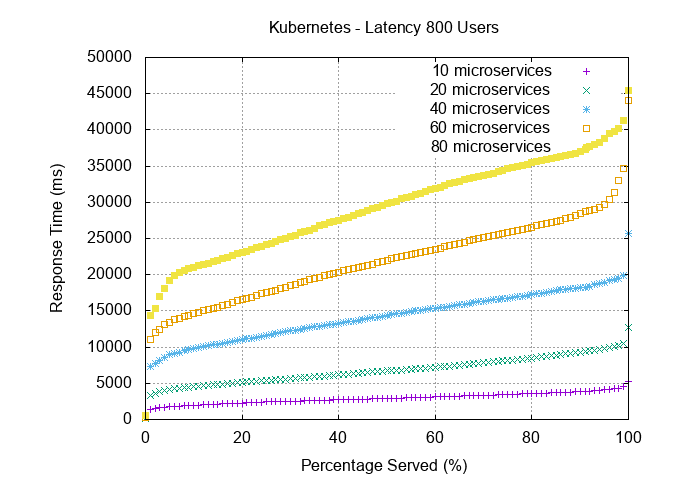 Kubernetes - Latency 800 Users
50000
45000
40000
35000
30000
25000
20000
15000
10000
5000
0
Response Time (ms)
10 microservices
20 microservices
40 microservices
60 microservices
80 microservices
0 20 40 60 80 100
Percentage Served (%)